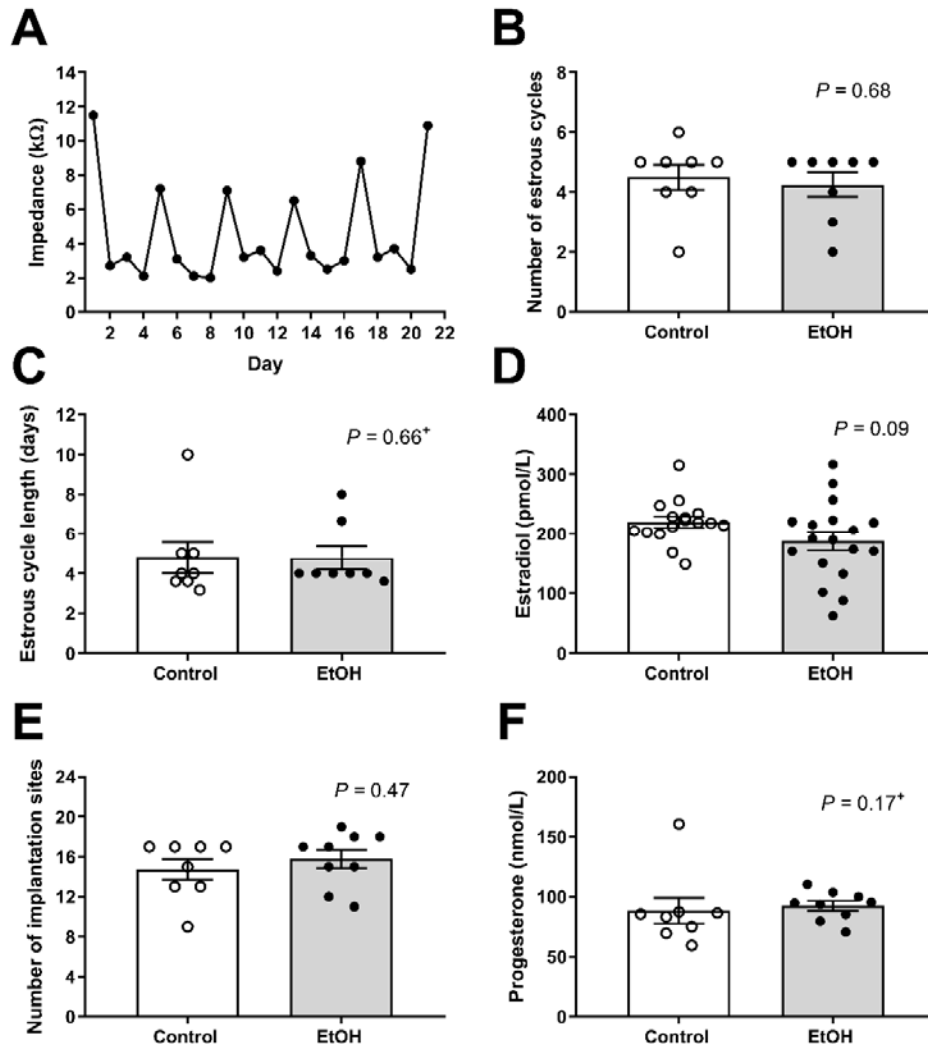 A
Impedance (kΩ)
14
12
10
8
6
4
2
0
2 4 6 8 10 12 14 16 18 20 22
Day
B
Number of estrous cycles
8
6
4
2
0
P = 0.68
Control EtOH
C
Estrous cycle length (days)
12
10
8
6
4
2
0
P = 0.66+
Control EtOH
D
Estradiol (pmol/L)
400
300
200
100
0
P = 0.09
Control EtOH
E
Number of implantation sites
24
20
16
12
8
4
0
P = 0.47
Control EtOH
F
Progesterone (nmol/L)
200
150
100
50
0
P = 0.17+
Control EtOH